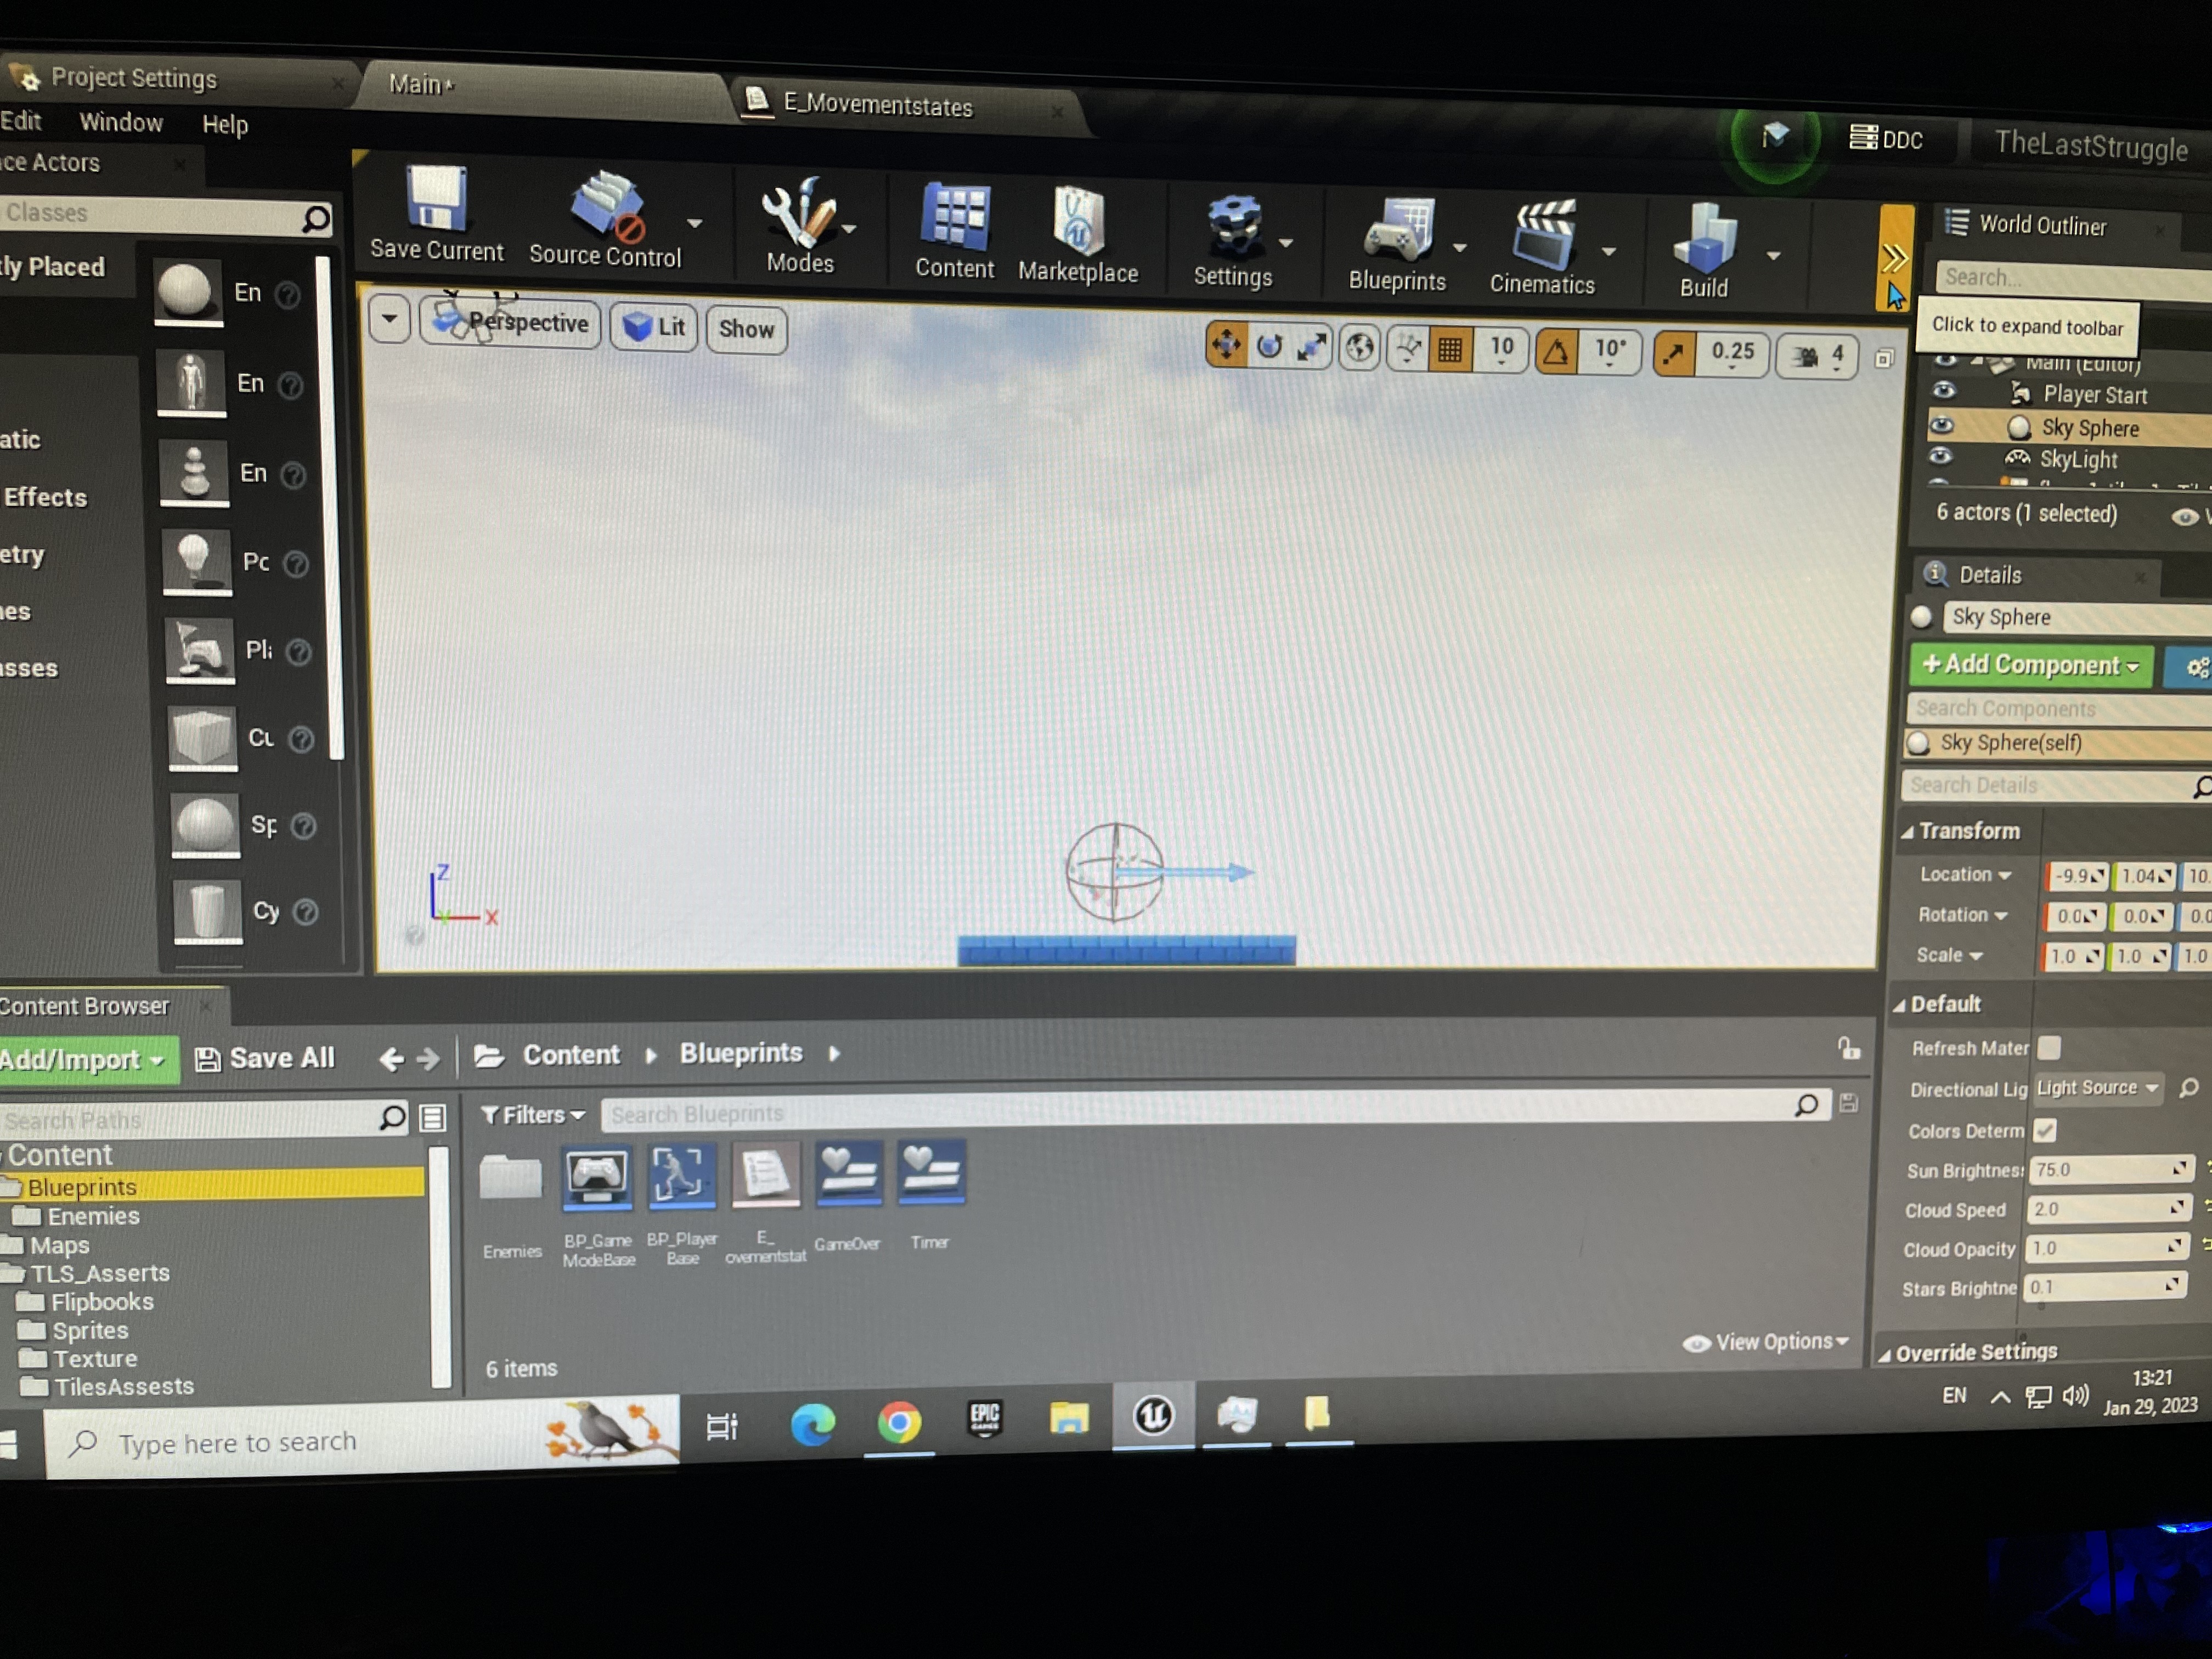 Project Settings
Main*
E_Movementstates
Edit Window Help
DDC
TheLastStruggle
ce Actors
Classes
ly Placed
atic
Effects
etry
nes
asses
En
En
En
Pc
Pl
Cu
Sp
Cy
Save Current
Source Control
Modes
Content
Marketplace
Settings
Blueprints
Cinematics
Build
Perspective
Lit
Show
10
10°
0.25
4
Z
X
World Outliner
Search...
Click to expand toolbar
Main (Editor)
Player Start
Sky Sphere
SkyLight
6 actors (1 selected)
Details
Sky Sphere
+Add Component
Search Components
Sky Sphere(self)
Search Details
Transform
Location -9.9 1.04 10.
Rotation 0.0 0.0 0.0
Scale 1.0 1.0 1.0
Default
Refresh Mater
Directional Lig Light Source
Colors Determ
Sun Brightness 75.0
Cloud Speed 2.0
Cloud Opacity 1.0
Stars Brightne 0.1
Override Settings
Content Browser
Add/Import Save All Content Blueprints
Search Paths
Filters Search Blueprints
Content
Blueprints
Enemies
Maps
TLS_Asserts
Flipbooks
Sprites
Texture
TilesAssests
Enemies
BP_Game
ModeBase
BP_Player
Base
E_
ovementstat
GameOver
Timer
6 items
View Options
Type here to search
EPIC
GAMES
EN
13:21
Jan 29, 2023